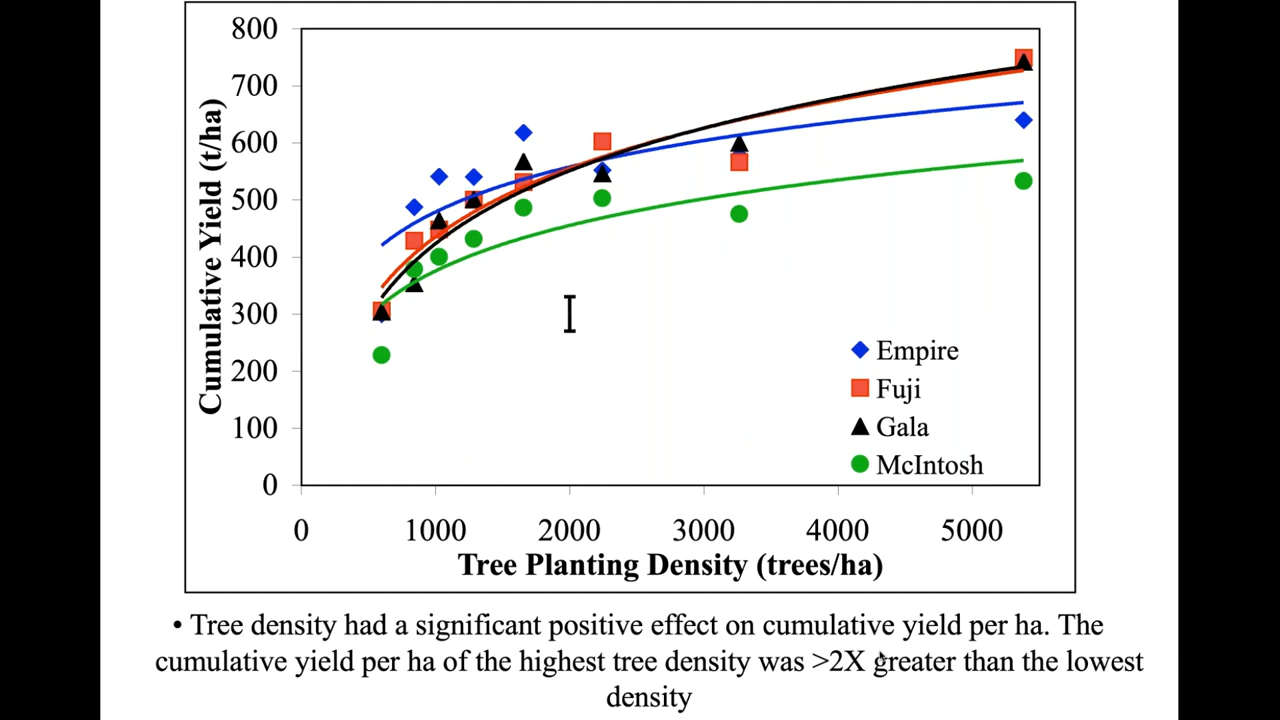 800
700
600
500
400
300
200
100
0
Cumulative Yield (t/ha)
Empire
Fuji
Gala
McIntosh
0 1000 2000 3000 4000 5000
Tree Planting Density (trees/ha)
• Tree density had a significant positive effect on cumulative yield per ha. The
cumulative yield per ha of the highest tree density was >2X greater than the lowest
density